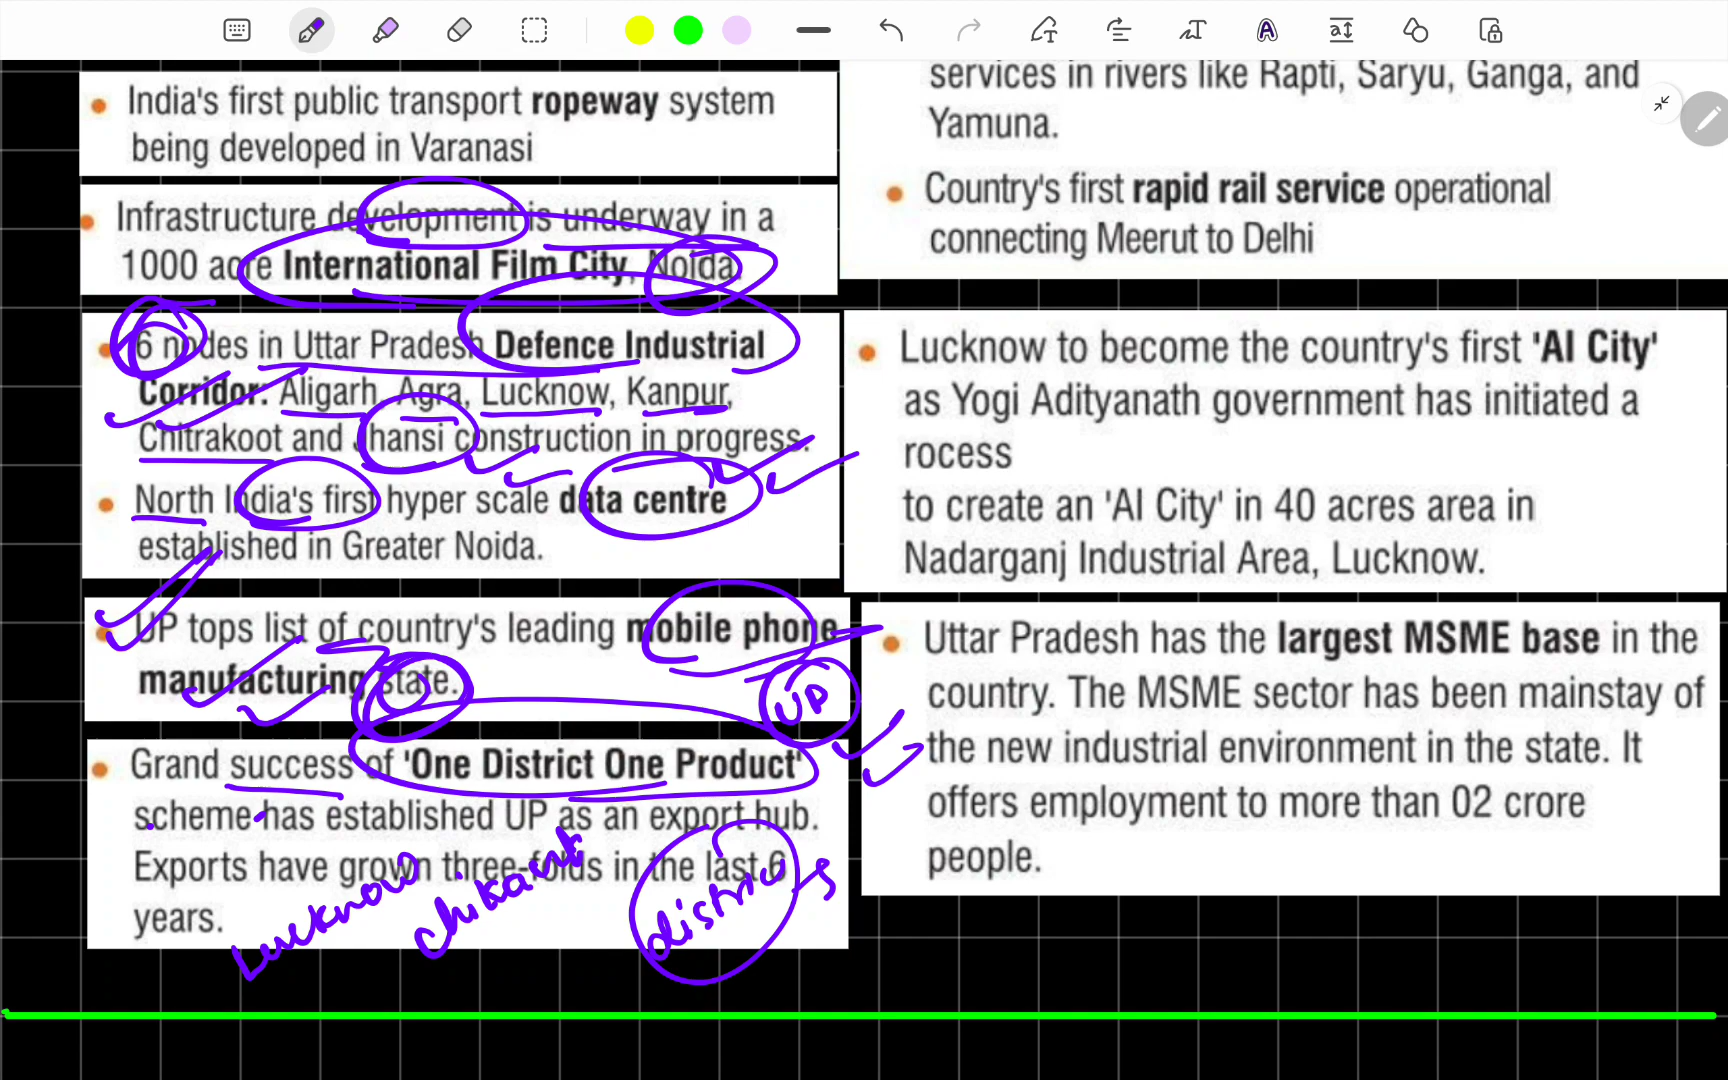 India's first public transport ropeway system
being developed in Varanasi
Infrastructure development is underway in a
1000 acre International Film City, Noida.
6 nodes in Uttar Pradesh Defence Industrial
Corridor: Aligarh, Agra, Lucknow, Kanpur,
Chitrakoot and Jhansi construction in progress.
North India's first hyper scale data centre
established in Greater Noida.
UP tops list of country's leading mobile phone
manufacturing state.
UP
Grand success of 'One District One Product'
scheme has established UP as an export hub.
Exports have grown three-folds in the last 6
years.
Lucknow
chikank
districts
services in rivers like Rapti, Saryu, Ganga, and
Yamuna.
Country's first rapid rail service operational
connecting Meerut to Delhi
Lucknow to become the country's first 'AI City'
as Yogi Adityanath government has initiated a
rocess
to create an 'AI City' in 40 acres area in
Nadarganj Industrial Area, Lucknow.
Uttar Pradesh has the largest MSME base in the
country. The MSME sector has been mainstay of
the new industrial environment in the state. It
offers employment to more than 02 crore
people.